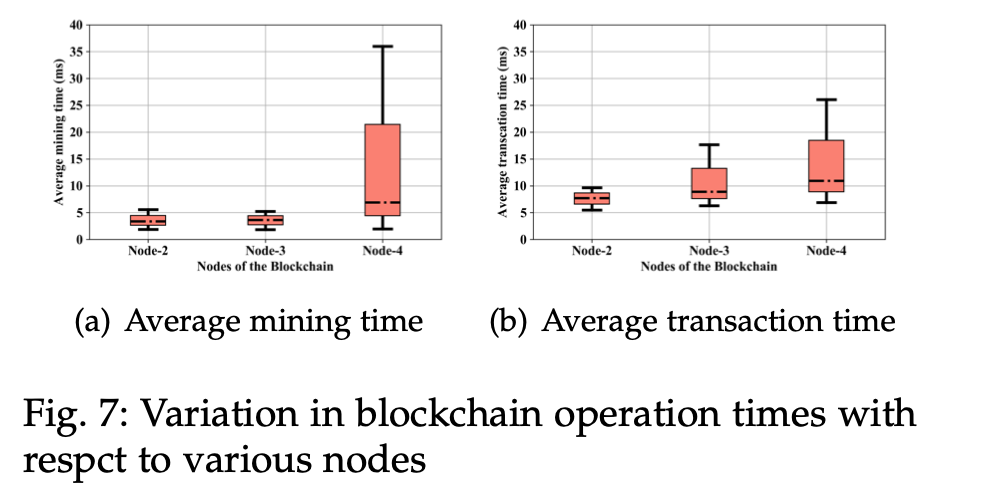 40
35
30
25
20
15
10
5
0
Average mining time (ms)
Node-2 Node-3 Node-4
Nodes of the Blockchain
40
35
30
25
20
15
10
5
0
Average transcation time (ms)
Node-2 Node-3 Node-4
Nodes of the Blockchain
(a) Average mining time
(b) Average transaction time
Fig. 7: Variation in blockchain operation times with
respct to various nodes